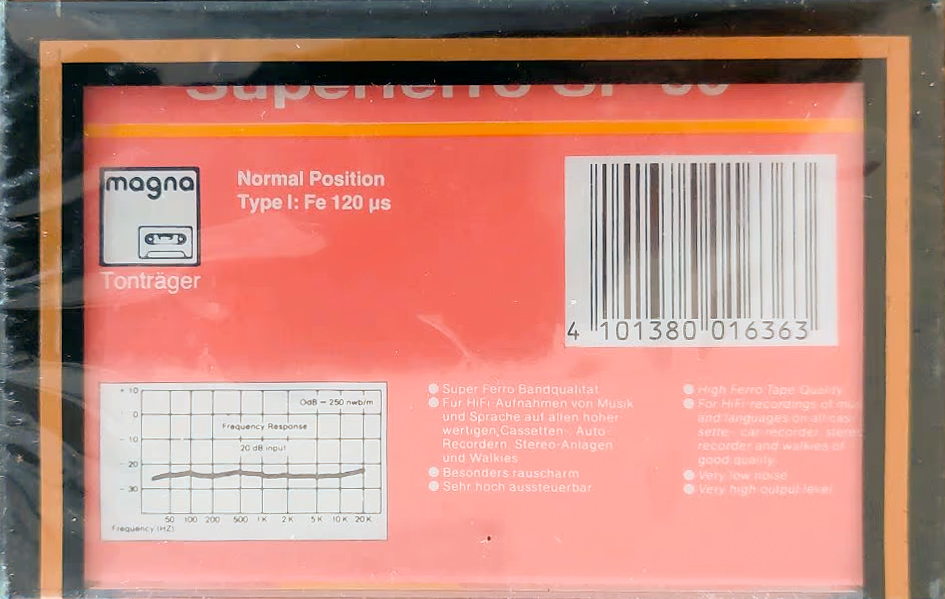 Superferro SF 90
magna
Tonträger
Normal Position
Type I: Fe 120 µs
4 101380 016363
+ 10
0
- 10
- 20
- 30
OdB = 250 nwb/m
Frequency Response
20 dB input
50 100 200 500 1K 2K 5K 10K 20K
Frequency (HZ)
Super Ferro Bandqualität
Für HiFi-Aufnahmen von Musik
und Sprache auf allen hoher
wertigen Cassetten-, Auto-
Recordern, Stereo-Anlagen
und Walkies
Besonders rauscharm
Sehr hoch aussteuerbar
High Ferro Tape Quality
For HiFi-recordings of
and languages on all cas
sette-, car recorder,
recorder and walkies of
good quality
Very low noise
Very high output level